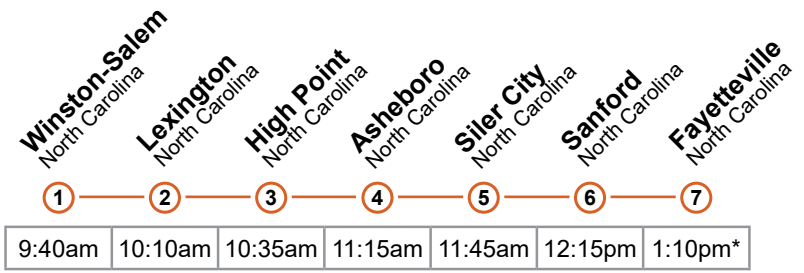 Winston-Salem
North Carolina
Lexington
North Carolina
High Point
North Carolina
Asheboro
North Carolina
Siler City
North Carolina
Sanford
North Carolina
Fayetteville
North Carolina
1 2 3 4 5 6 7
9:40am 10:10am 10:35am 11:15am 11:45am 12:15pm 1:10pm*